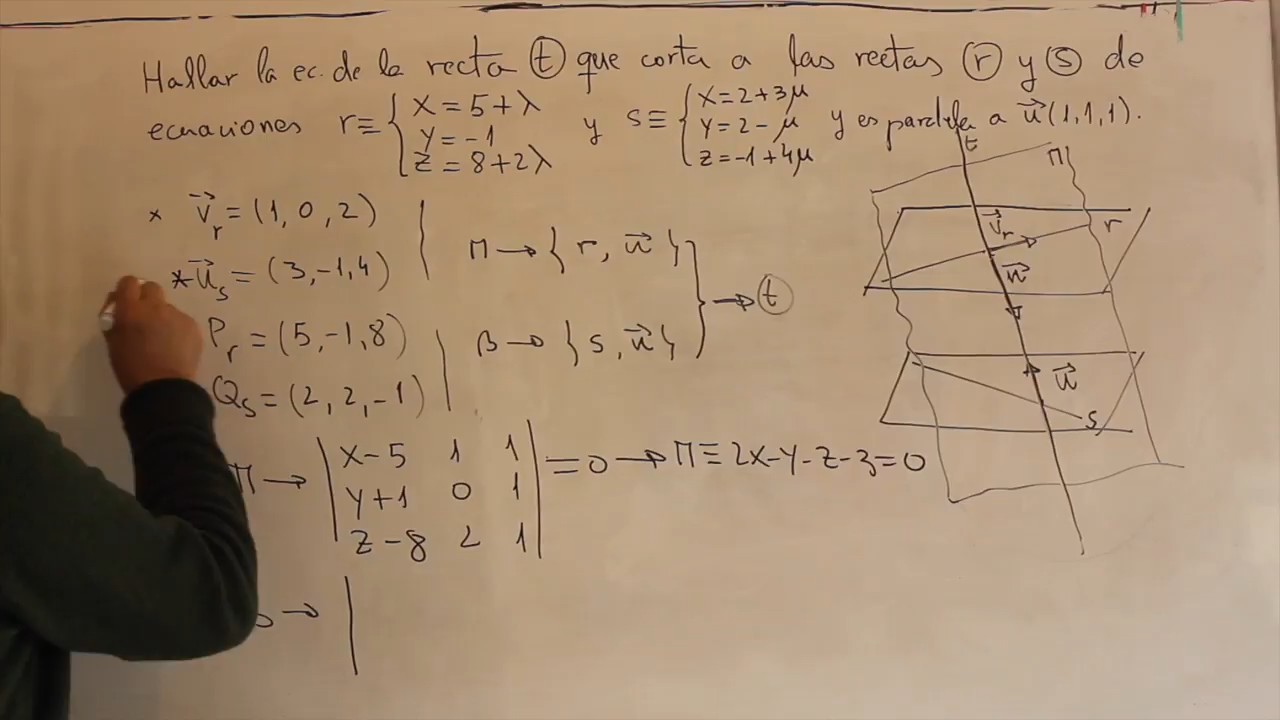 Hallar la ec. de la recta t que corta a las rectas r y s de
ecuaciones r≡ { x = 5+λ y = -1 z = 8+2λ y s≡ { x = 2+3μ y = 2-μ z = -1+4μ y es paralela a u⃗(1,1,1).
* v⃗r = (1, 0, 2)
* u⃗s = (3, -1, 4)
Pr = (5, -1, 8)
Qs = (2, 2, -1)
Π → { r, u⃗ }
β → { s, u⃗ }
→ t
Π → | x-5 1 1 | = 0 → Π ≡ 2x - y - z - 3 = 0
y+1 0 1
z-8 2 1
→ |
t
Π
v⃗r
r
u⃗
u⃗
s